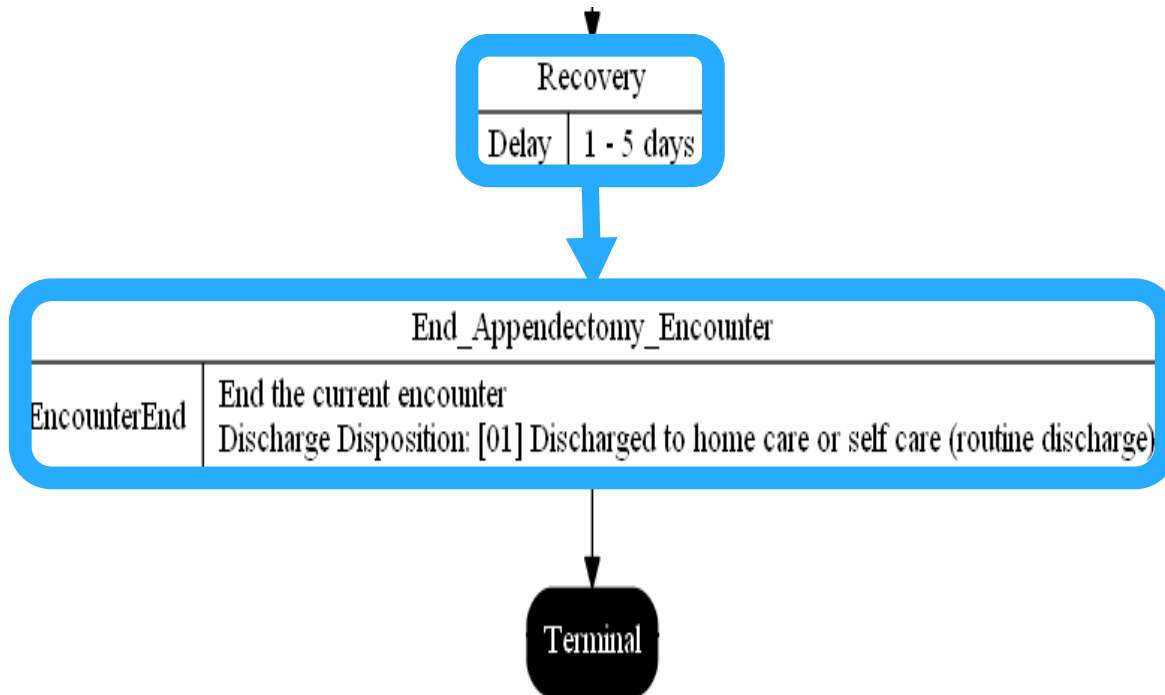 Recovery
Delay 1 - 5 days
End_Appendectomy_Encounter
EncounterEnd
End the current encounter
Discharge Disposition: [01] Discharged to home care or self care (routine discharge)
Terminal